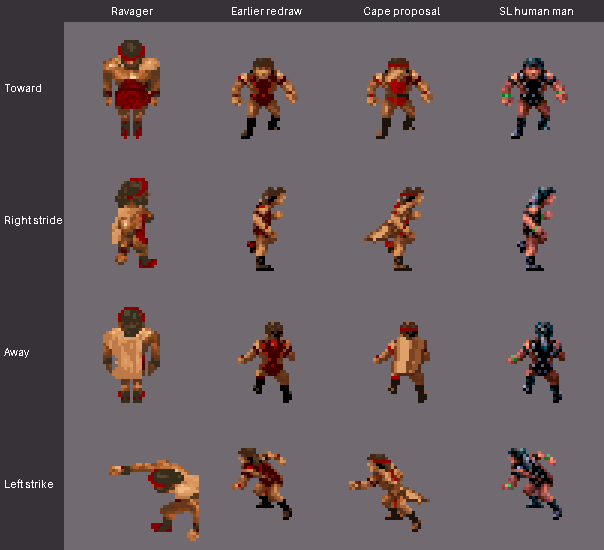 Ravager Earlier redraw Cape proposal SL human man
Toward
Right stride
Away
Left strike